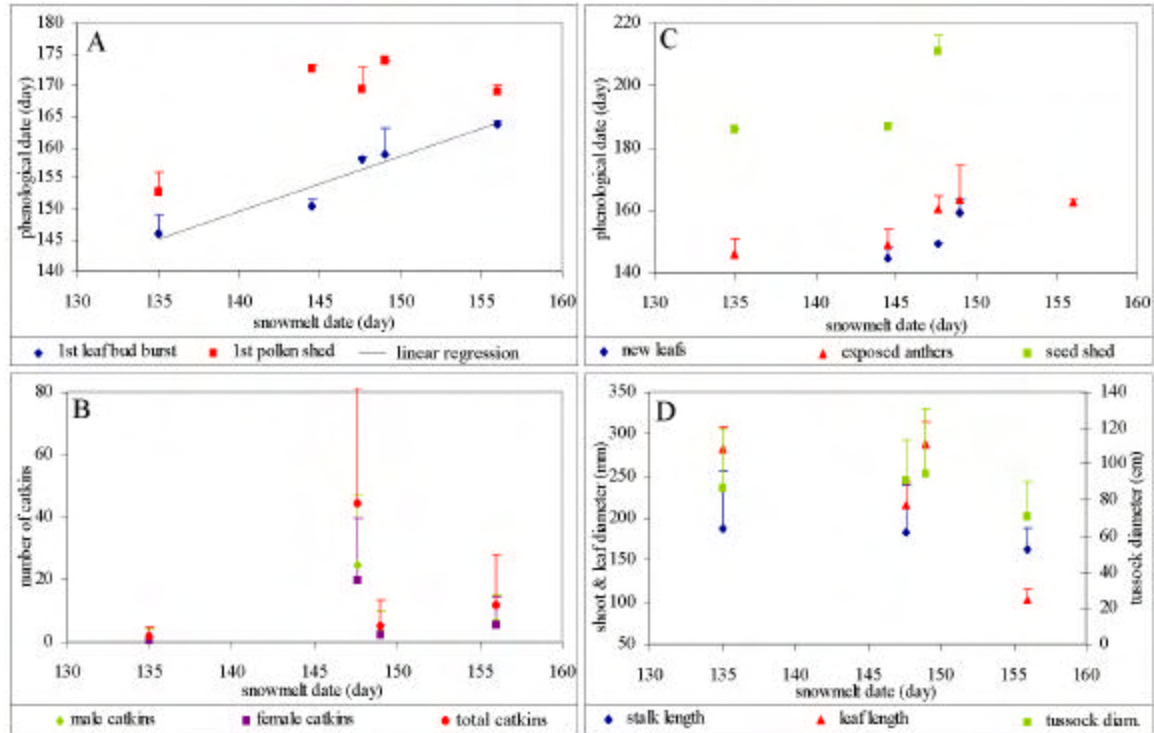 A
phenological date (day)
180
175
170
165
160
155
150
145
140
130 135 140 145 150 155 160
snowmelt date (day)
1st leaf bud burst 1st pollen shed linear regression
C
phenological date (day)
220
200
180
160
140
130 135 140 145 150 156 160
snowmelt date (day)
new leafs exposed anthers seed shed
B
number of catkins
80
60
40
20
0
130 135 140 145 150 155 160
snowmelt date (day)
male catkins female catkins total catkins
D
shoot & leaf diameter (mm)
350
300
250
200
150
100
50
140
120
100
80
60
40
20
0
tussock diameter (cm)
130 135 140 145 150 155 160
snowmelt date (day)
stalk length leaf length tussock diam.